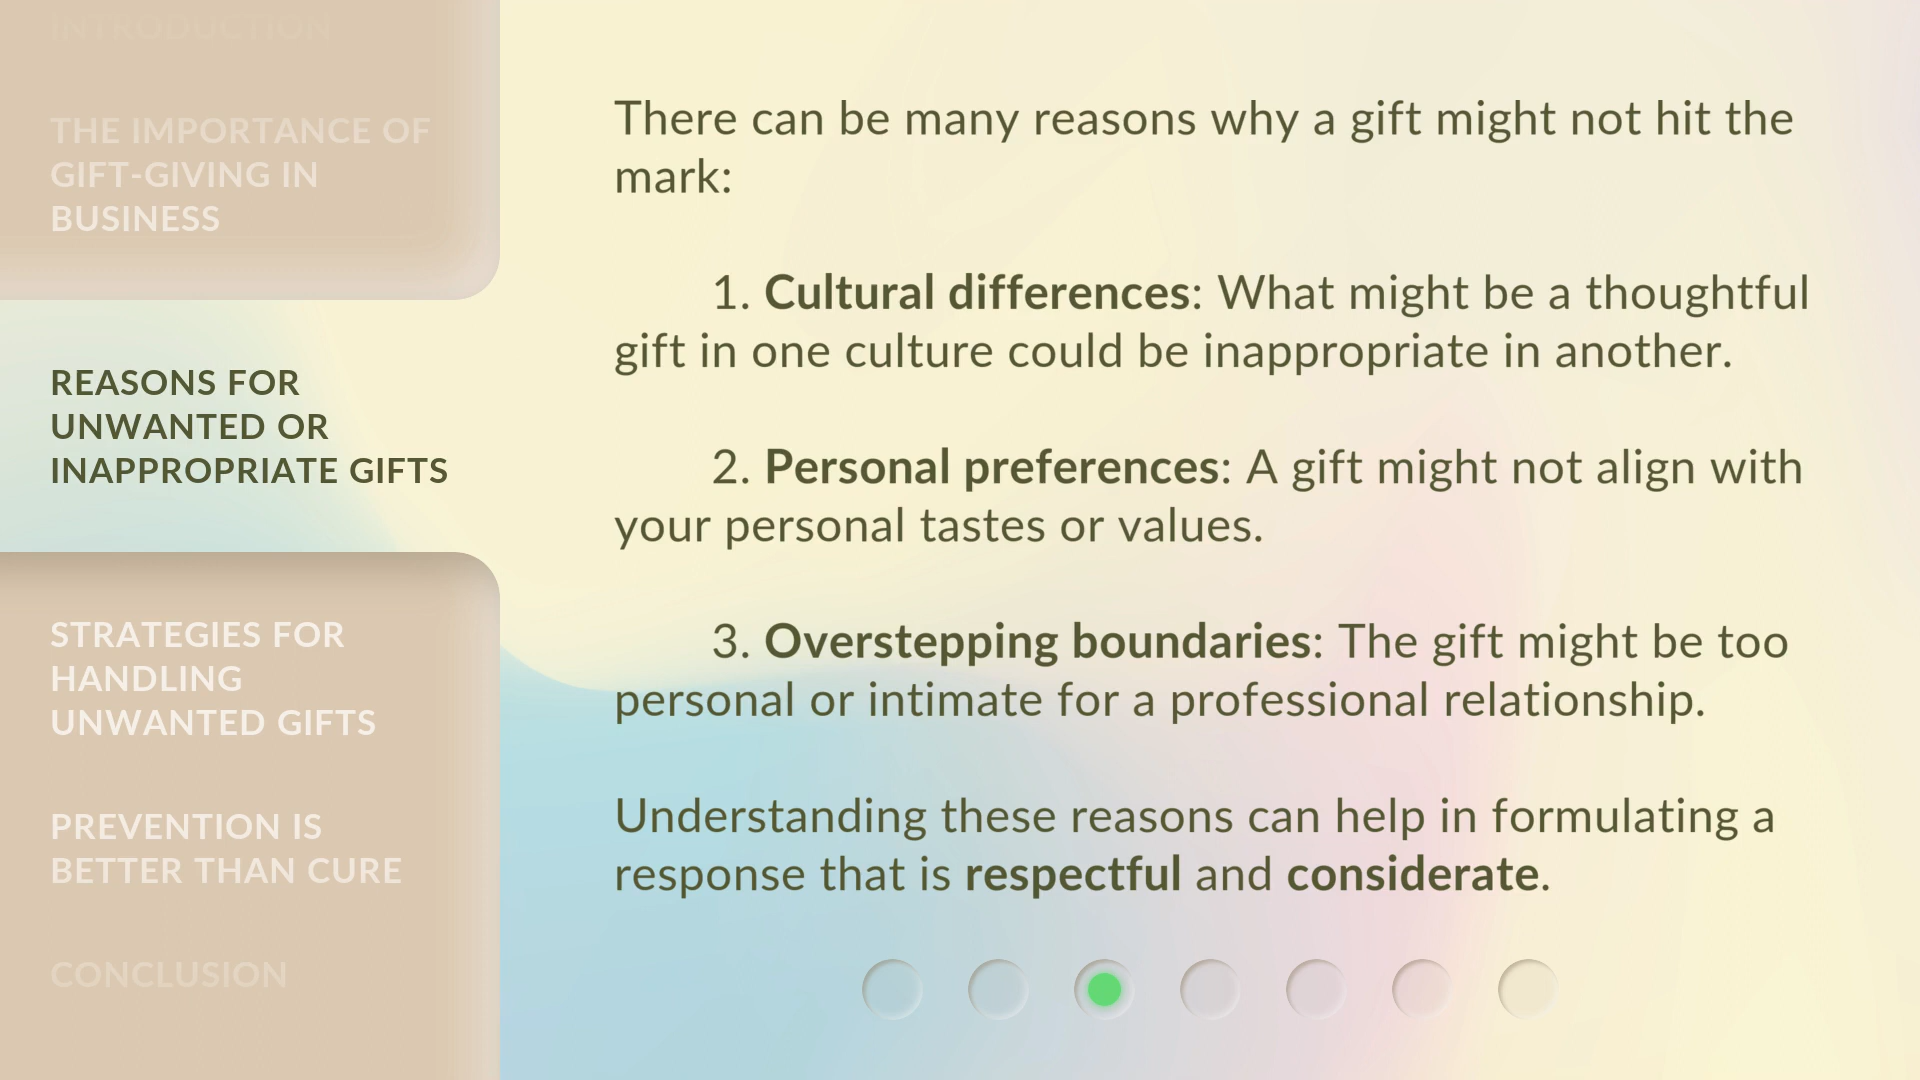 INTRODUCTION
THE IMPORTANCE OF
GIFT-GIVING IN
BUSINESS
REASONS FOR
UNWANTED OR
INAPPROPRIATE GIFTS
STRATEGIES FOR
HANDLING
UNWANTED GIFTS
PREVENTION IS
BETTER THAN CURE
CONCLUSION
There can be many reasons why a gift might not hit the
mark:
1. Cultural differences: What might be a thoughtful
gift in one culture could be inappropriate in another.
2. Personal preferences: A gift might not align with
your personal tastes or values.
3. Overstepping boundaries: The gift might be too
personal or intimate for a professional relationship.
Understanding these reasons can help in formulating a
response that is respectful and considerate.